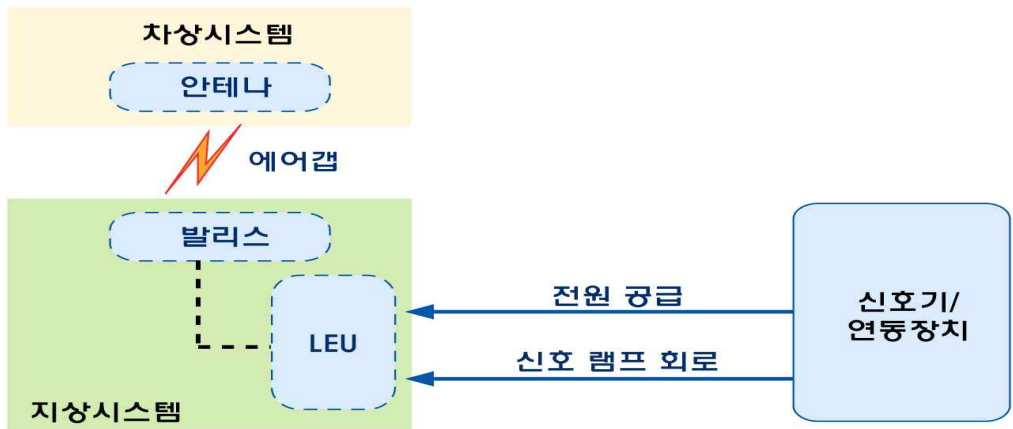 차상시스템
안테나
에어갭
발리스
LEU
지상시스템
전원 공급
신호 램프 회로
신호기/
연동장치